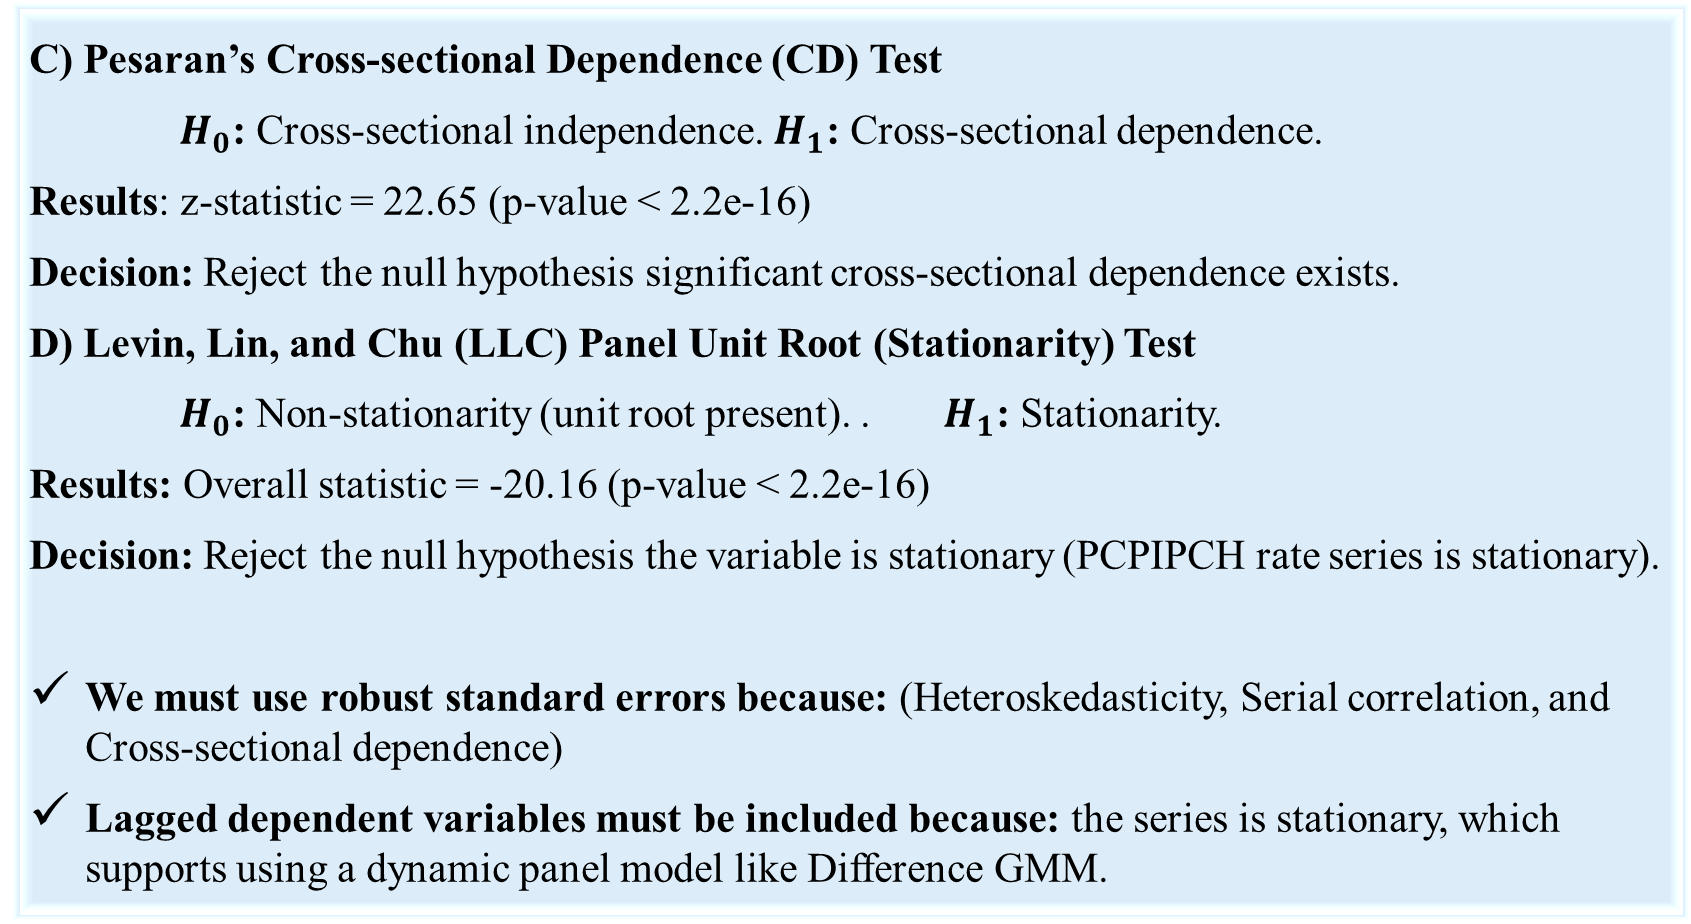 C) Pesaran’s Cross-sectional Dependence (CD) Test
H₀: Cross-sectional independence. H₁: Cross-sectional dependence.
Results: z-statistic = 22.65 (p-value < 2.2e-16)
Decision: Reject the null hypothesis significant cross-sectional dependence exists.
D) Levin, Lin, and Chu (LLC) Panel Unit Root (Stationarity) Test
H₀: Non-stationarity (unit root present). . H₁: Stationarity.
Results: Overall statistic = -20.16 (p-value < 2.2e-16)
Decision: Reject the null hypothesis the variable is stationary (PCPIPCH rate series is stationary).
✓ We must use robust standard errors because: (Heteroskedasticity, Serial correlation, and
Cross-sectional dependence)
✓ Lagged dependent variables must be included because: the series is stationary, which
supports using a dynamic panel model like Difference GMM.